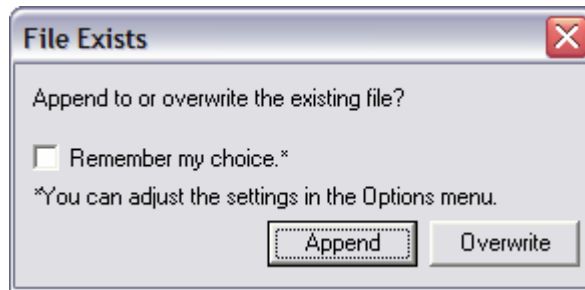 File Exists
Append to or overwrite the existing file?
Remember my choice.*
*You can adjust the settings in the Options menu.
Append Overwrite